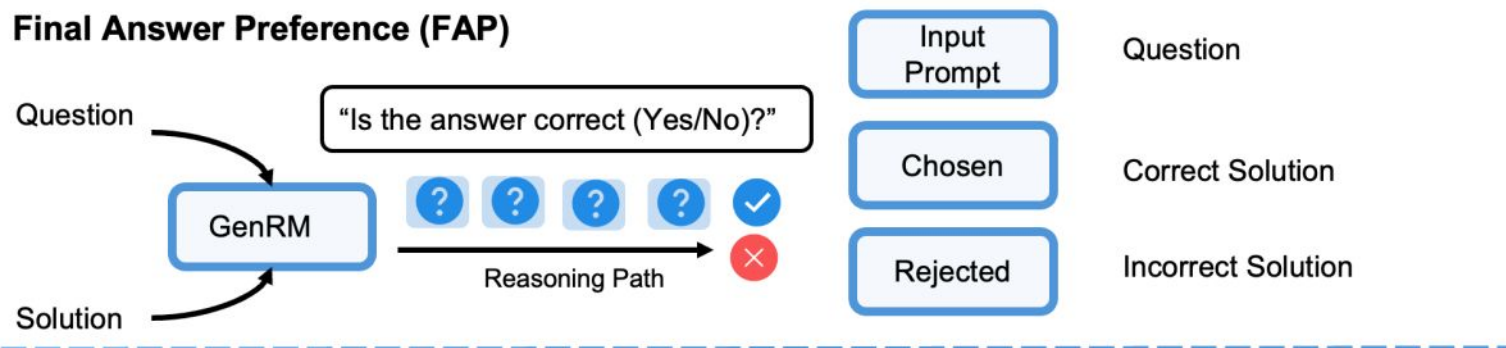 Final Answer Preference (FAP)
Question
“Is the answer correct (Yes/No)?”
GenRM
? ? ? ?
Reasoning Path
Solution
Input
Prompt
Question
Chosen
Correct Solution
Rejected
Incorrect Solution